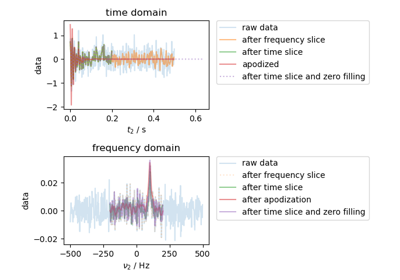 time domain
1
0
−1
−2
data
0.0 0.2 0.4 0.6
t₂ / s
raw data
after frequency slice
after time slice
apodized
after time slice and zero filling
frequency domain
0.02
0.00
−0.02
data
−500 −250 0 250 500
ν₂ / Hz
raw data
after frequency slice
after time slice
after apodization
after time slice and zero filling